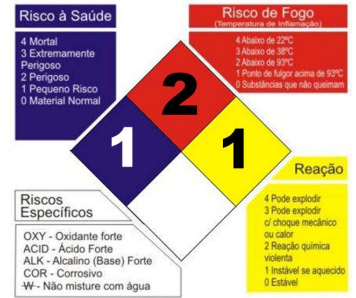 Risco à Saúde
4 Mortal
3 Extremamente
Perigoso
2 Perigoso
1 Pequeno Risco
0 Material Normal
Risco de Fogo
(Temperatura de Inflamação)
4 Abaixo de 22ºC
3 Abaixo de 38ºC
2 Abaixo de 93ºC
1 Ponto de fulgor acima de 93ºC
0 Substâncias que não queimam
2
1
1
Reação
4 Pode explodir
3 Pode explodir
c/ choque mecânico
ou calor
2 Reação química
violenta
1 Instável se aquecido
0 Estável
Riscos
Específicos
OXY - Oxidante forte
ACID - Ácido Forte
ALK - Alcalino (Base) Forte
COR - Corrosivo
W - Não misture com água